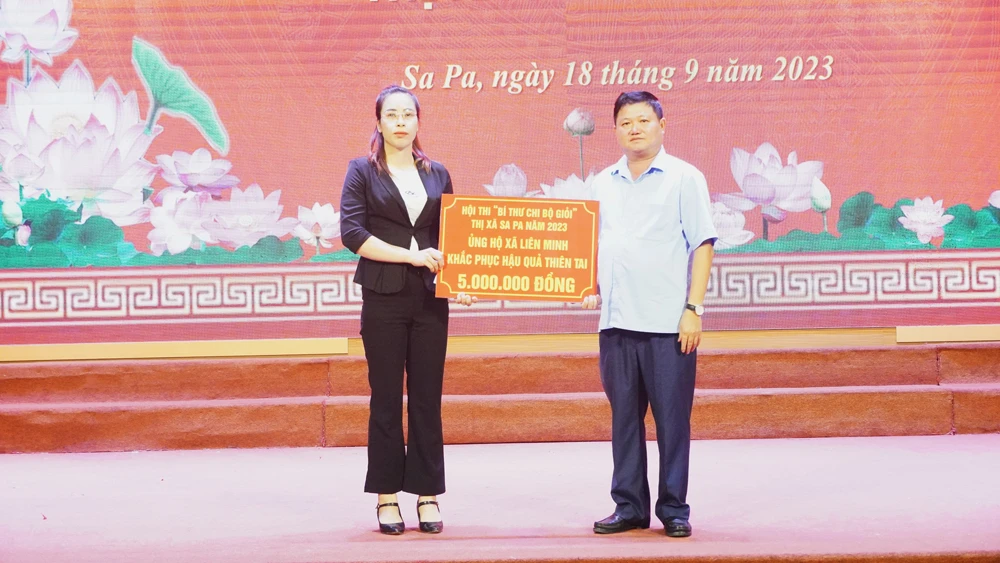 Sa Pa, ngày 18 tháng 9 năm 2023
HỘI THI "BÍ THƯ CHI BỘ GIỎI"
THỊ XÃ SA PA NĂM 2023
ỦNG HỘ XÃ LIÊN MINH
KHẮC PHỤC HẬU QUẢ THIÊN TAI
5.000.000 ĐỒNG